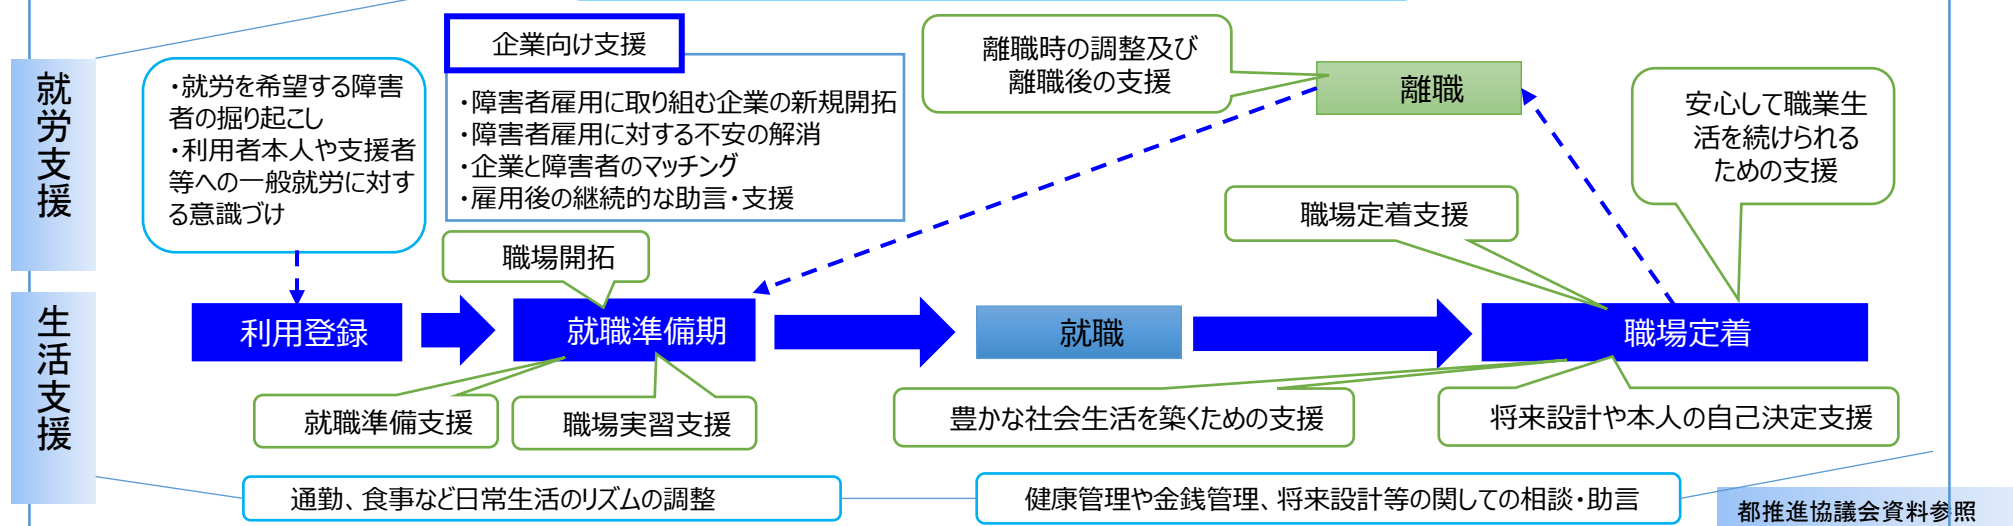 就労支援
・就労を希望する障害
者の掘り起こし
・利用者本人や支援者
等への一般就労に対す
る意識づけ
企業向け支援
・障害者雇用に取り組む企業の新規開拓
・障害者雇用に対する不安の解消
・企業と障害者のマッチング
・雇用後の継続的な助言・支援
離職時の調整及び
離職後の支援
離職
安心して職業生
活を続けられる
ための支援
職場定着支援
職場開拓
生活支援
利用登録
就職準備期
就職
職場定着
就職準備支援
職場実習支援
豊かな社会生活を築くための支援
将来設計や本人の自己決定支援
通勤、食事など日常生活のリズムの調整
健康管理や金銭管理、将来設計等の関しての相談・助言
都推進協議会資料参照